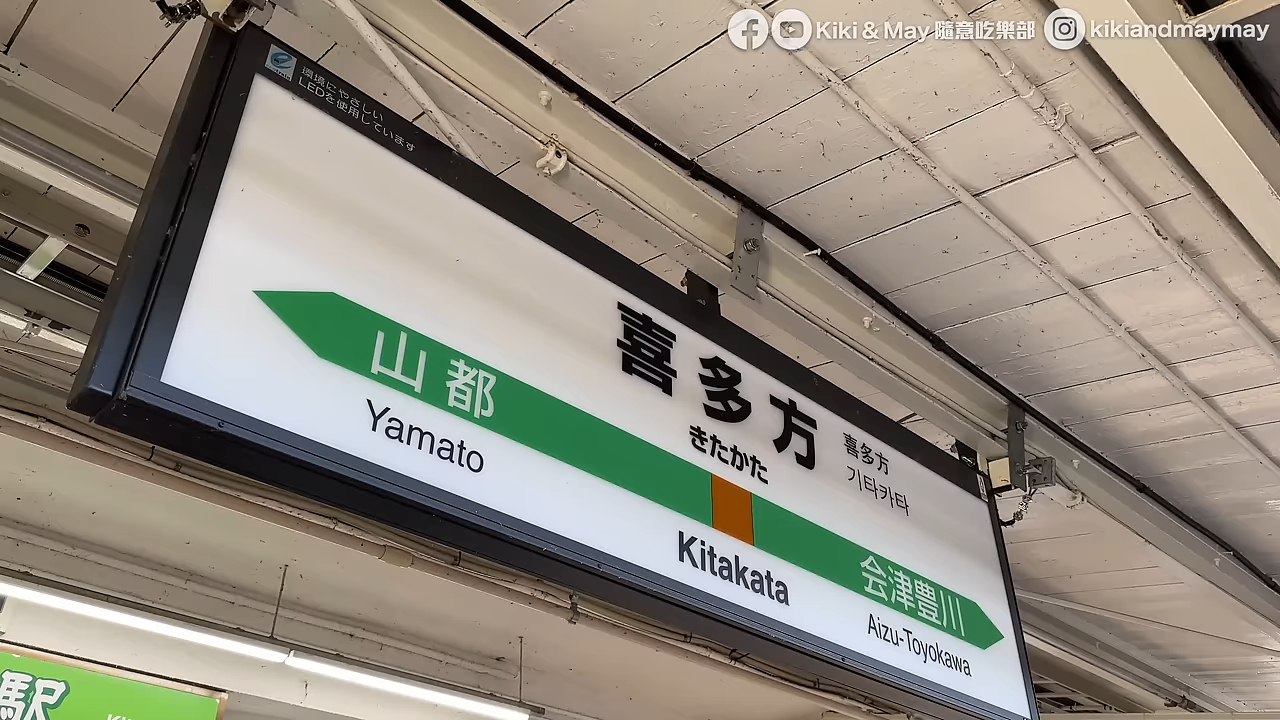 Kiki & May 隨意吃樂部 kikiandmaymay
環境にやさしい
LEDを使用しています
喜多方
きたかた
喜多方
기타카타
山都
Yamato
Kitakata
会津豊川
Aizu-Toyokawa
駅